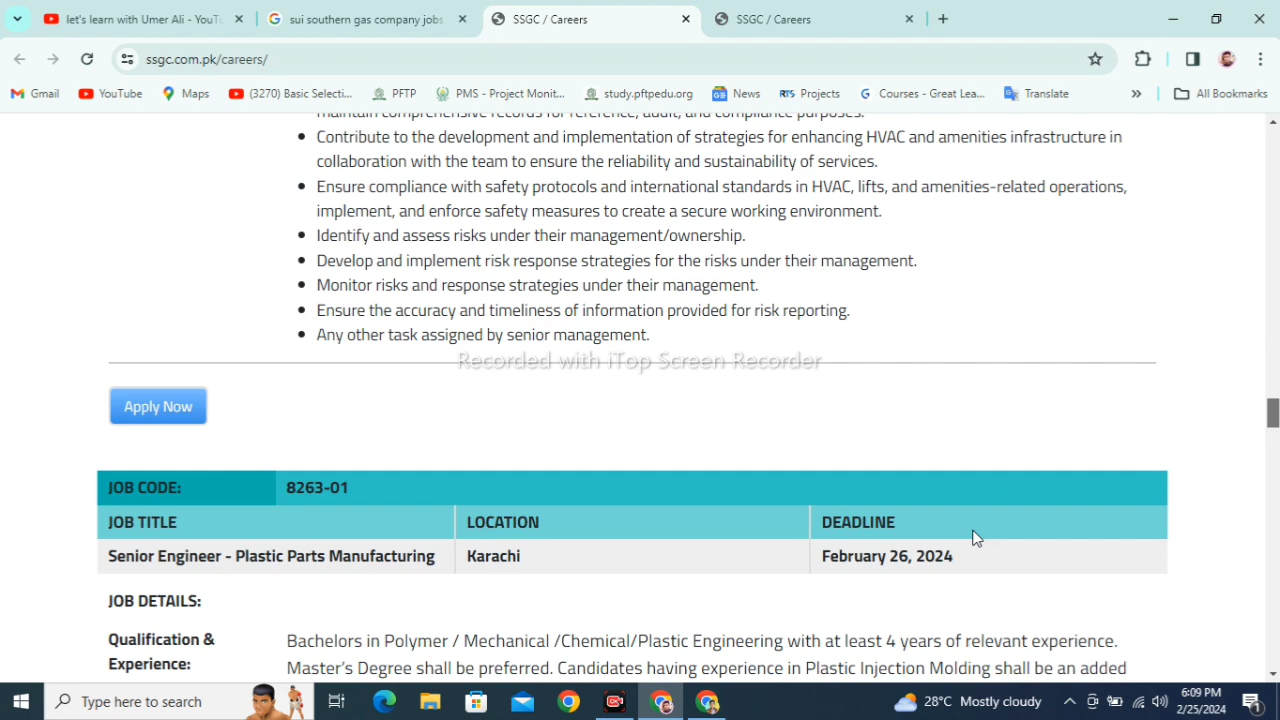 let's learn with Umer Ali - YouTu
sui southern gas company jobs
SSGC / Careers
SSGC / Careers
ssgc.com.pk/careers/
Gmail
YouTube
Maps
(3270) Basic Selecti...
PFTP
PMS - Project Monit...
study.pftpedu.org
News
RTS Projects
Courses - Great Lea...
Translate
All Bookmarks
maintain comprehensive records for reference, audit, and compliance purposes.
Contribute to the development and implementation of strategies for enhancing HVAC and amenities infrastructure in
collaboration with the team to ensure the reliability and sustainability of services.
Ensure compliance with safety protocols and international standards in HVAC, lifts, and amenities-related operations,
implement, and enforce safety measures to create a secure working environment.
Identify and assess risks under their management/ownership.
Develop and implement risk response strategies for the risks under their management.
Monitor risks and response strategies under their management.
Ensure the accuracy and timeliness of information provided for risk reporting.
Any other task assigned by senior management.
Recorded with iTop Screen Recorder
Apply Now
JOB CODE: 8263-01
JOB TITLE LOCATION DEADLINE
Senior Engineer - Plastic Parts Manufacturing Karachi February 26, 2024
JOB DETAILS:
Qualification &
Experience:
Bachelors in Polymer / Mechanical /Chemical/Plastic Engineering with at least 4 years of relevant experience.
Master's Degree shall be preferred. Candidates having experience in Plastic Injection Molding shall be an added
Type here to search
28°C Mostly cloudy
6:09 PM
2/25/2024
1